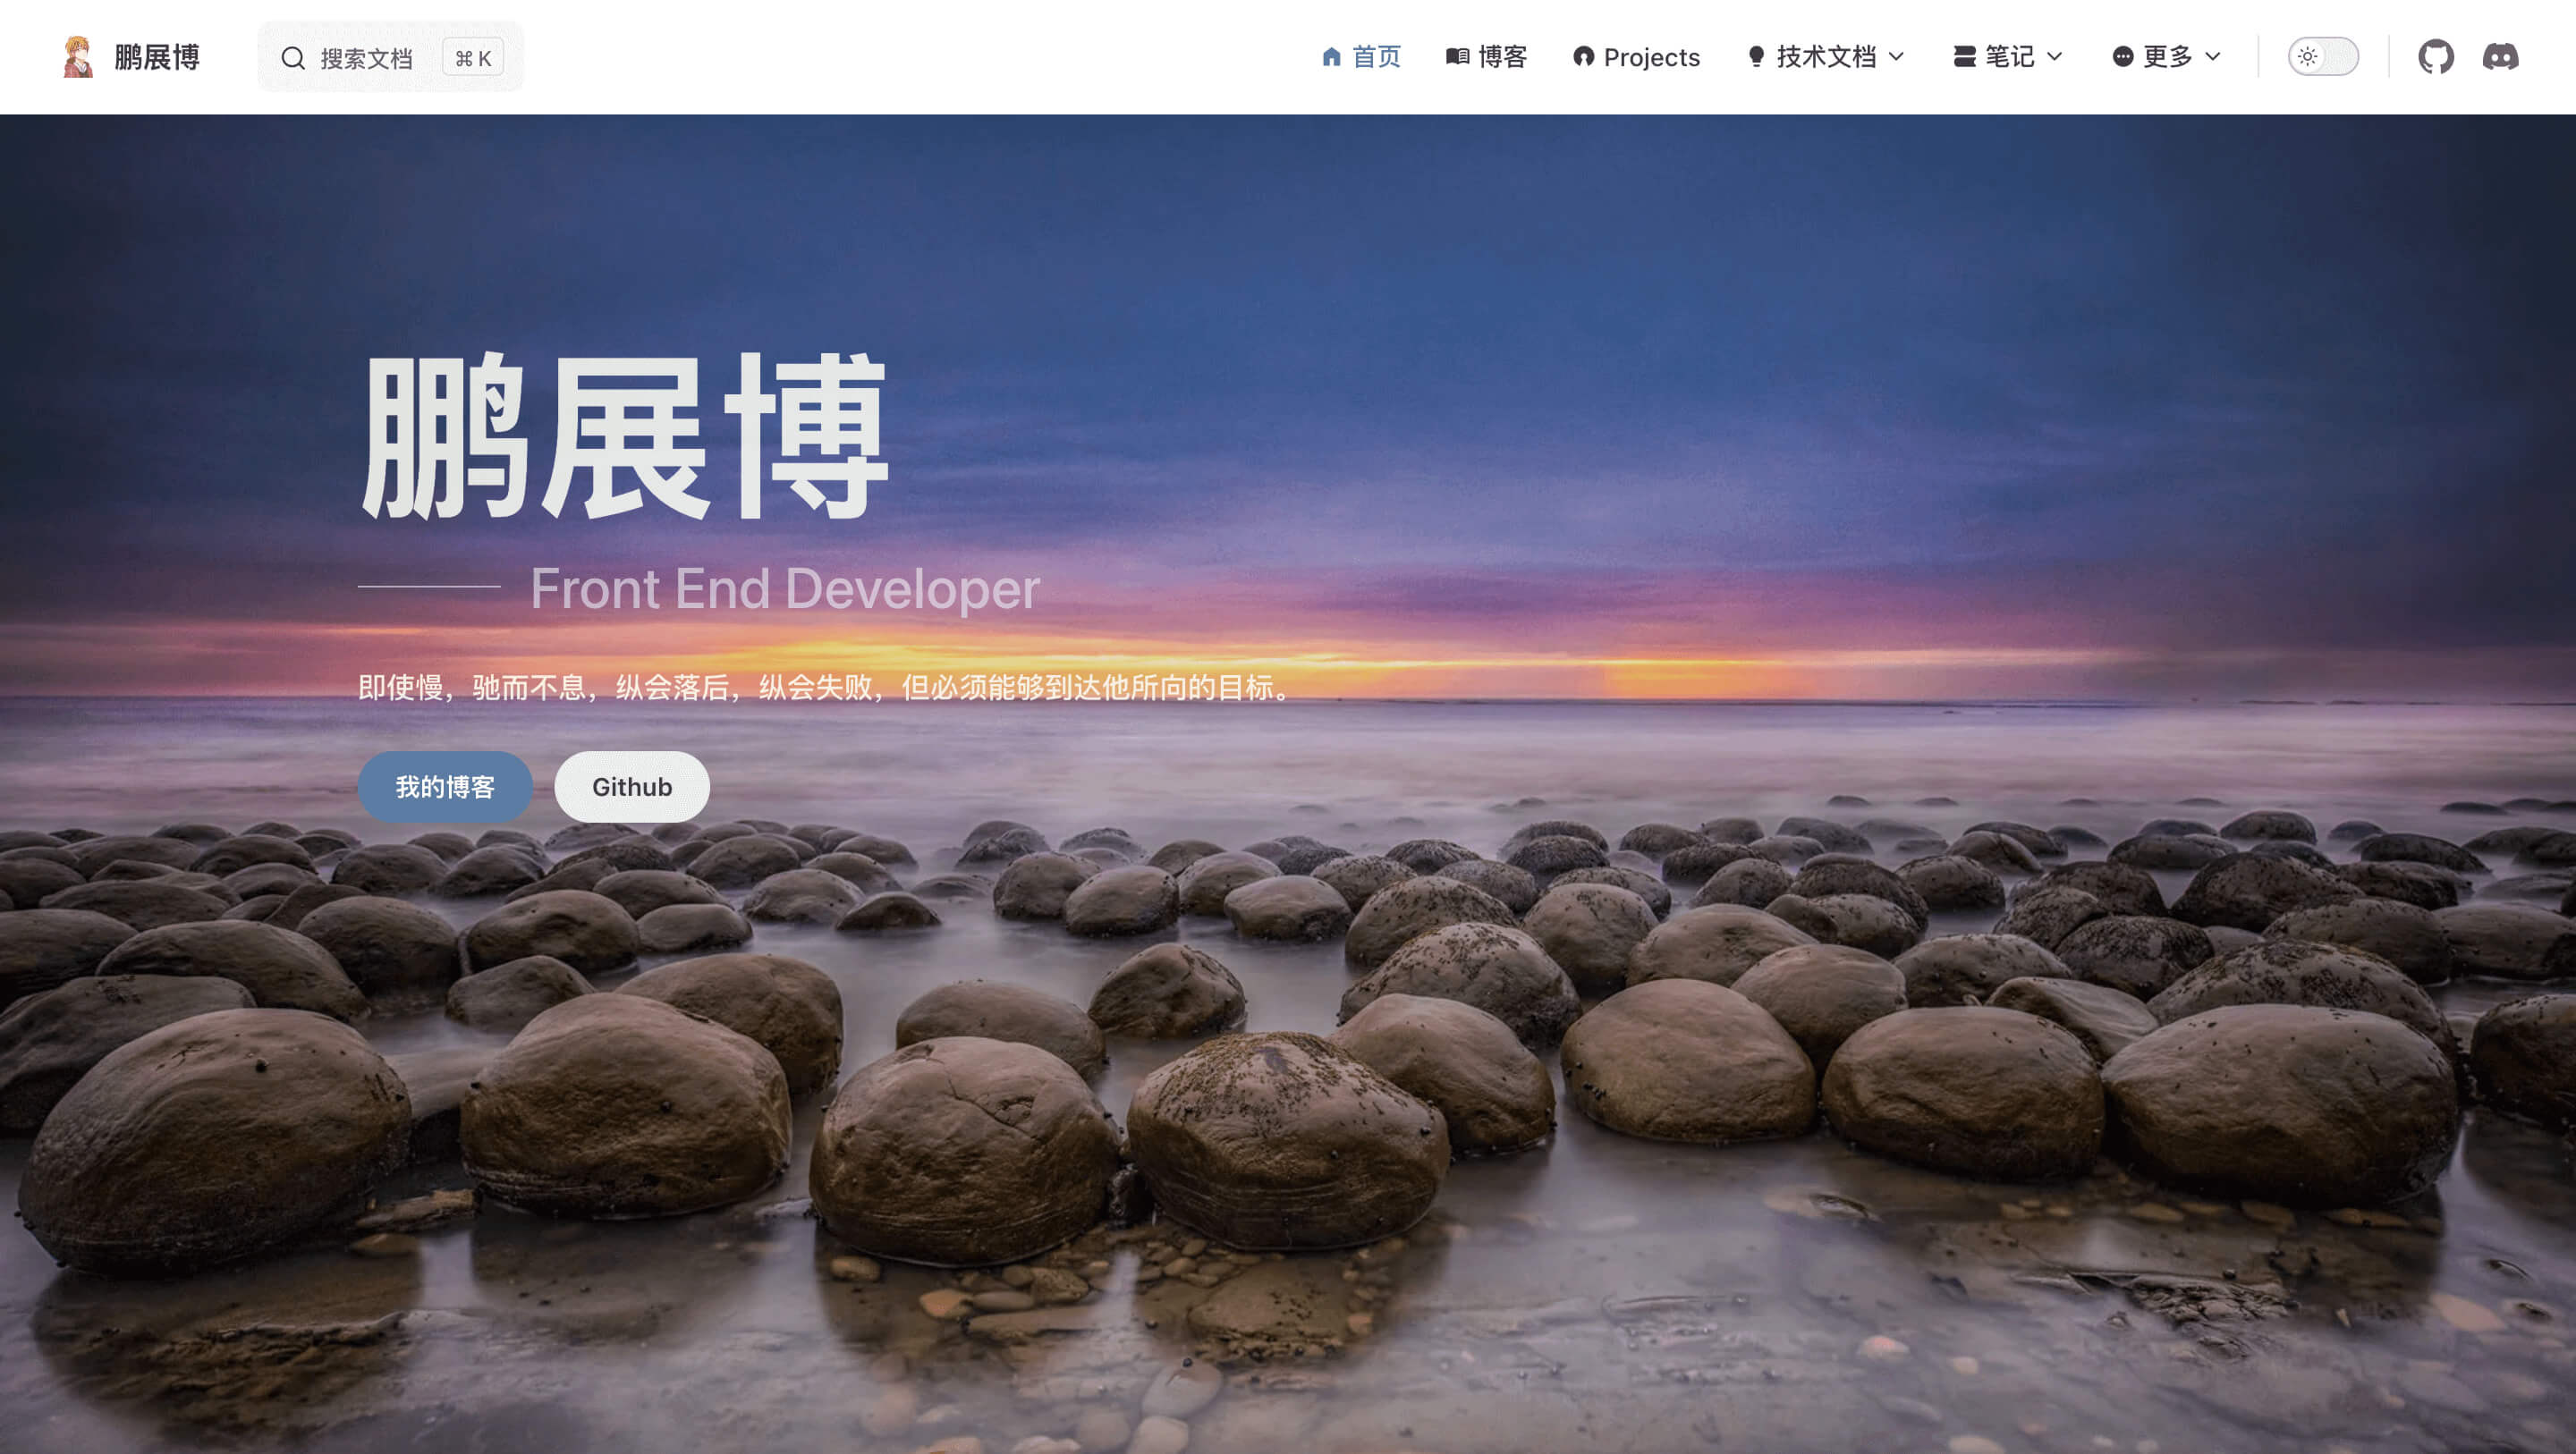 鹏展博
搜索文档 ⌘ K
首页 博客 Projects 技术文档 笔记 更多
鹏展博
Front End Developer
即使慢，驰而不息，纵会落后，纵会失败，但必须能够到达他所向的目标。
我的博客 Github